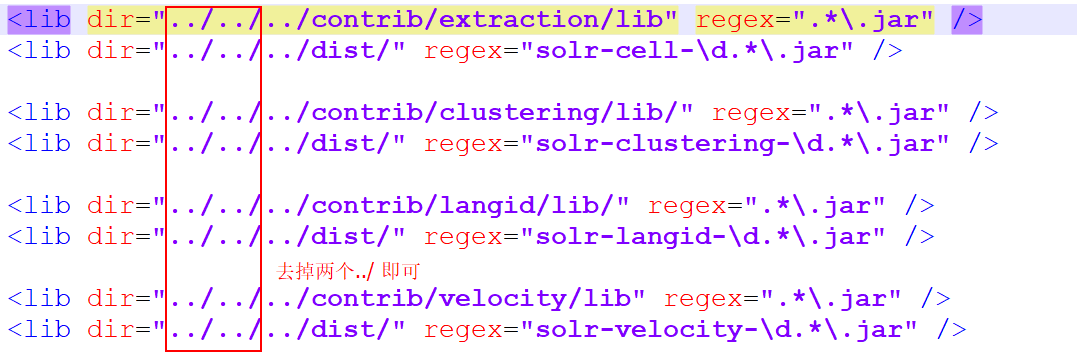 <lib dir="../../../contrib/extraction/lib" regex=".*\.jar" />
<lib dir="../../../dist/" regex="solr-cell-\d.*\.jar" />
<lib dir="../../../contrib/clustering/lib/" regex=".*\.jar" />
<lib dir="../../../dist/" regex="solr-clustering-\d.*\.jar" />
<lib dir="../../../contrib/langid/lib/" regex=".*\.jar" />
<lib dir="../../../dist/" regex="solr-langid-\d.*\.jar" />
去掉两个../ 即可
<lib dir="../../../contrib/velocity/lib" regex=".*\.jar" />
<lib dir="../../../dist/" regex="solr-velocity-\d.*\.jar" />